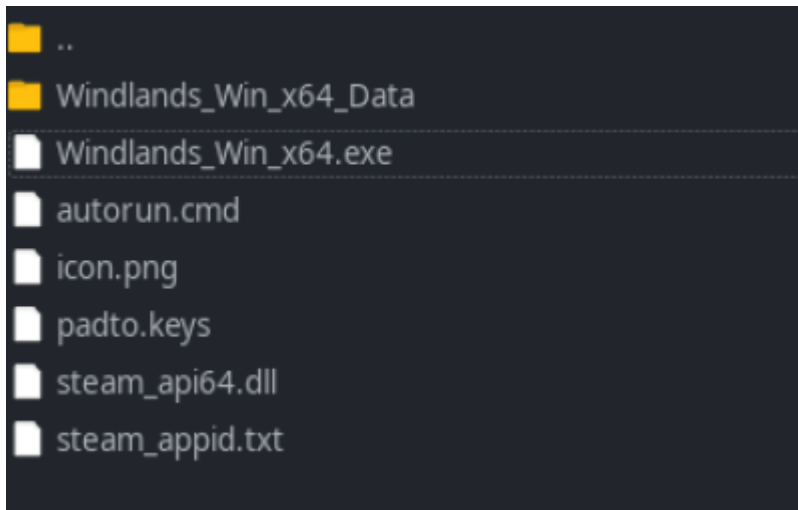 ..
Windlands_Win_x64_Data
Windlands_Win_x64.exe
autorun.cmd
icon.png
padto.keys
steam_api64.dll
steam_appid.txt